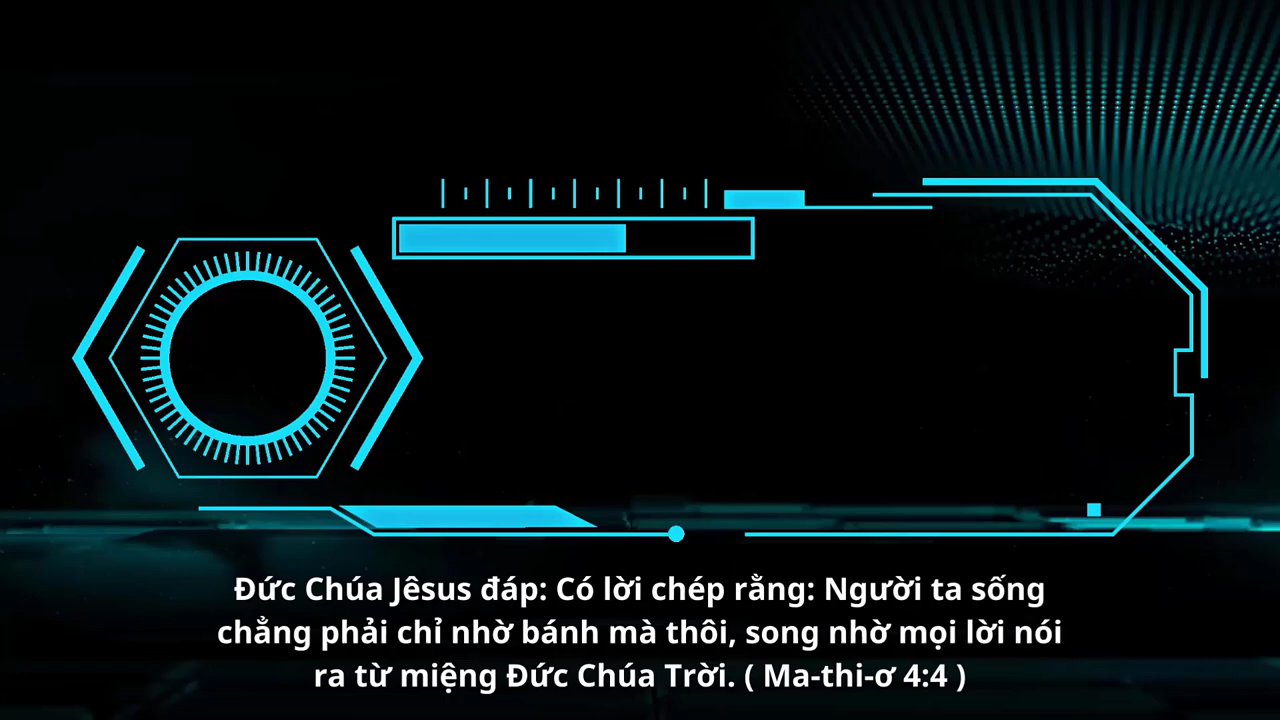 Đức Chúa Jêsus đáp: Có lời chép rằng: Người ta sống
chẳng phải chỉ nhờ bánh mà thôi, song nhờ mọi lời nói
ra từ miệng Đức Chúa Trời. ( Ma-thi-ơ 4:4 )